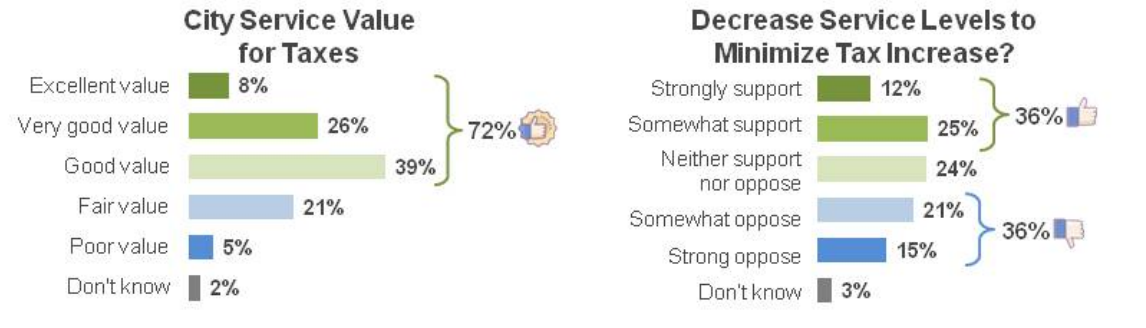 City Service Value
for Taxes
Excellent value 8%
Very good value 26%
Good value 39%
72%
Fair value 21%
Poor value 5%
Don't know 2%
Decrease Service Levels to
Minimize Tax Increase?
Strongly support 12%
Somewhat support 25%
36%
Neither support
nor oppose 24%
Somewhat oppose 21%
Strong oppose 15%
36%
Don't know 3%